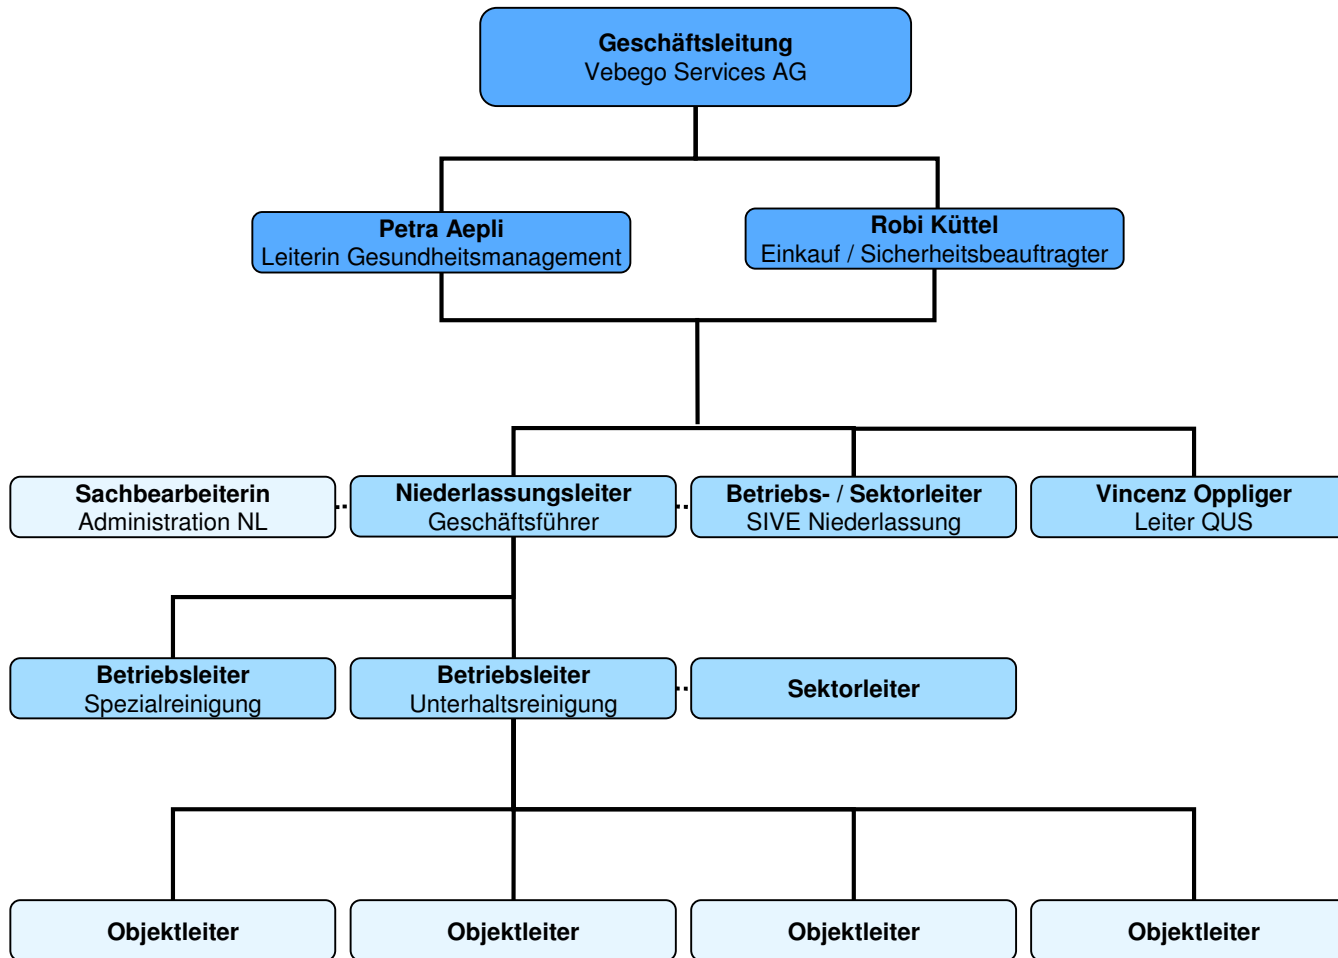 Geschäftsleitung
Vebego Services AG
Petra Aepli
Leiterin Gesundheitsmanagement
Robi Küttel
Einkauf / Sicherheitsbeauftragter
Sachbearbeiterin
Administration NL
Niederlassungsleiter
Geschäftsführer
Betriebs- / Sektorleiter
SIVE Niederlassung
Vincenz Oppliger
Leiter QUS
Betriebsleiter
Spezialreinigung
Betriebsleiter
Unterhaltsreinigung
Sektorleiter
Objektleiter
Objektleiter
Objektleiter
Objektleiter